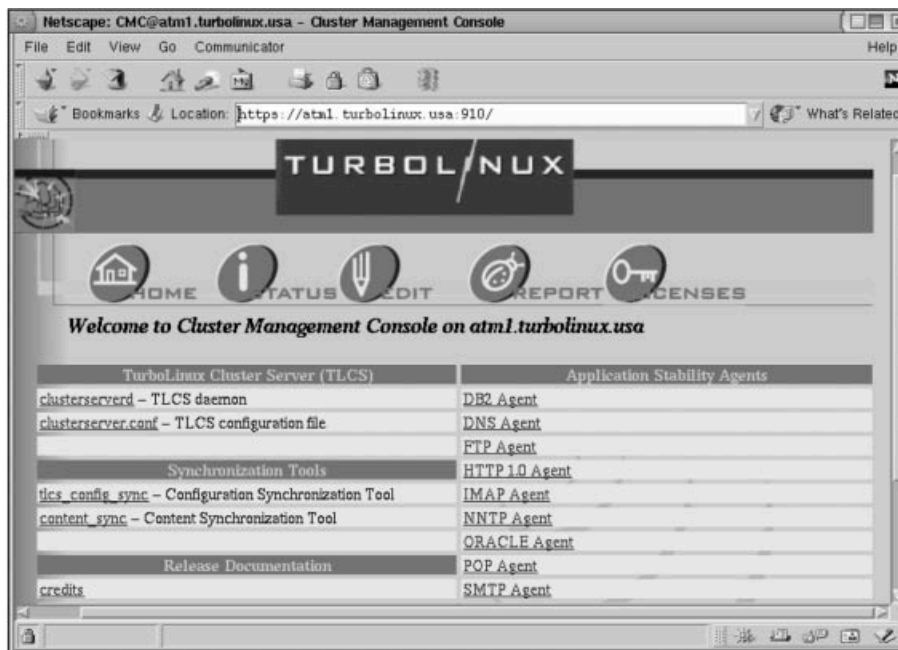 Netscape: CMC@atm1.turbolinux.usa – Cluster Management Console
File Edit View Go Communicator Help
Bookmarks Location: https://atm1.turbolinux.usa:910/ What's Related
TURBOLINUX
HOME STATUS EDIT REPORT LICENSES
Welcome to Cluster Management Console on atm1.turbolinux.usa
TurboLinux Cluster Server (TLCS)
clusterserverd – TLCS daemon
clusterserver.conf – TLCS configuration file
Synchronization Tools
tlcs_config_sync – Configuration Synchronization Tool
content_sync – Content Synchronization Tool
Release Documentation
credits
Application Stability Agents
DB2 Agent
DNS Agent
FTP Agent
HTTP 1.0 Agent
IMAP Agent
NNTP Agent
ORACLE Agent
POP Agent
SMTP Agent